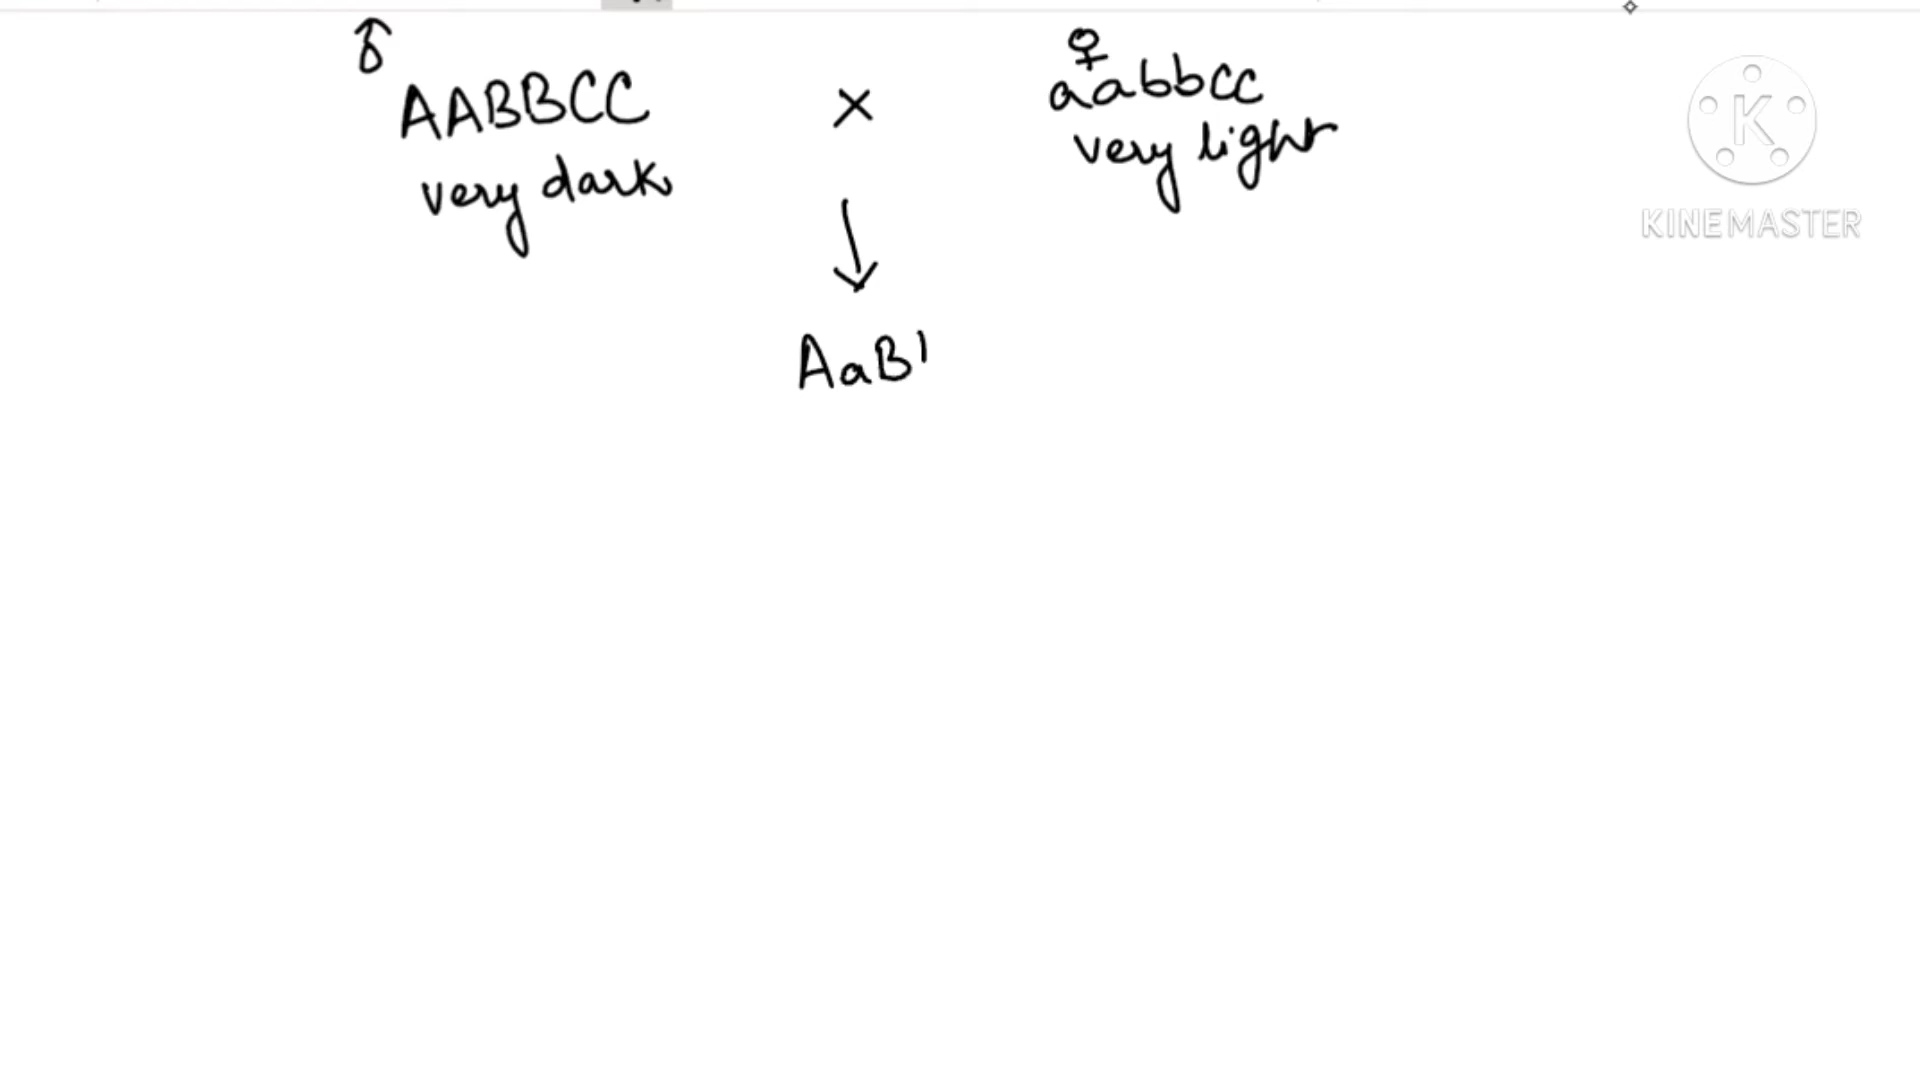 ♂ ♀
AABBCC × aabbcc
very dark very light
↓
AaB
KINEMASTER